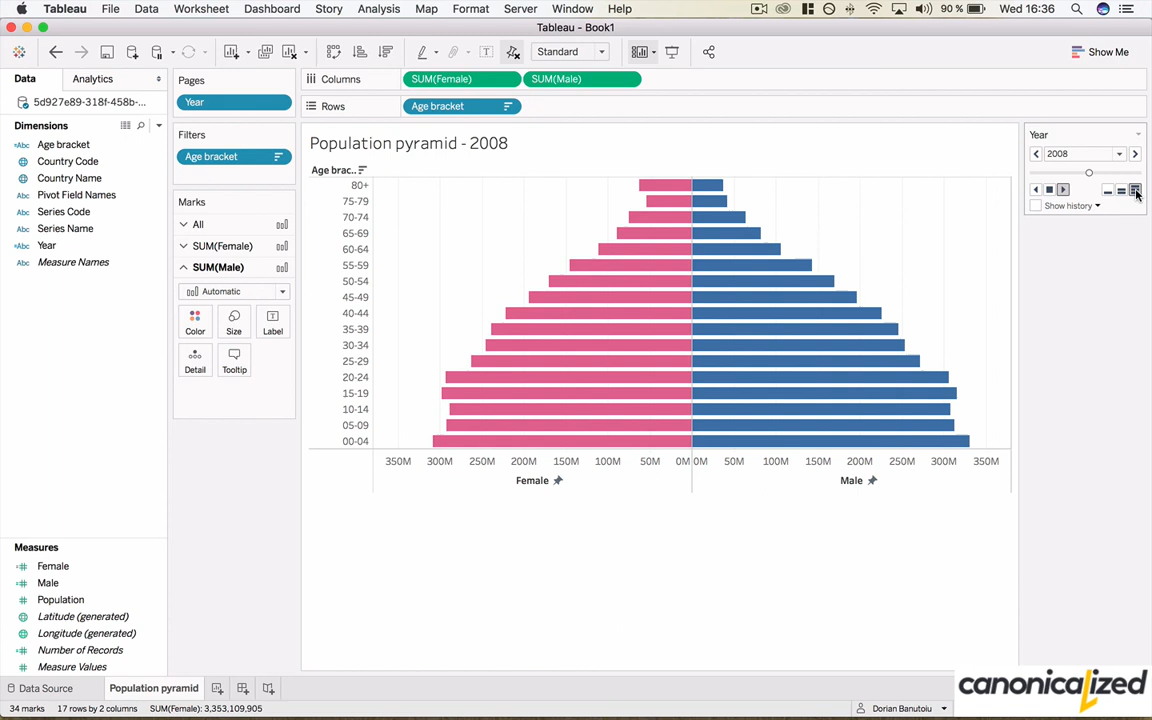 Tableau File Data Worksheet Dashboard Story Analysis Map Format Server Window Help 90 % Wed 16:36
Tableau - Book1
Standard Show Me
Data Analytics
5d927e89-318f-458b-...
Dimensions
Abc Age bracket
Country Code
Country Name
Abc Pivot Field Names
Abc Series Code
Abc Series Name
Abc Year
Abc Measure Names
Measures
Female
Male
Population
Latitude (generated)
Longitude (generated)
Number of Records
Measure Values
Pages
Year
Filters
Age bracket
Marks
All
SUM(Female)
SUM(Male)
Automatic
Color Size Label
Detail Tooltip
Columns SUM(Female) SUM(Male)
Rows Age bracket
Population pyramid - 2008
Age brac..
80+
75-79
70-74
65-69
60-64
55-59
50-54
45-49
40-44
35-39
30-34
25-29
20-24
15-19
10-14
05-09
00-04
350M 300M 250M 200M 150M 100M 50M 0M 0M 50M 100M 150M 200M 250M 300M 350M
Female Male
Year
2008
Show history
Data Source Population pyramid
34 marks 17 rows by 2 columns SUM(Female): 3,353,109,905 Dorian Banutoiu
canonicalized